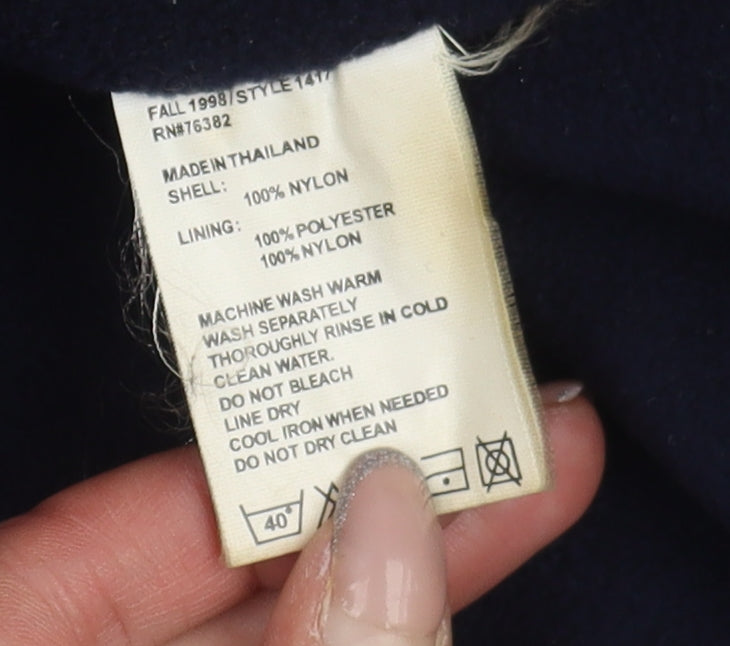 FALL 1998/STYLE 1417
RN#76382
MADE IN THAILAND
SHELL: 100% NYLON
LINING: 100% POLYESTER
100% NYLON
MACHINE WASH WARM
WASH SEPARATELY
THOROUGHLY RINSE IN COLD
CLEAN WATER.
DO NOT BLEACH
LINE DRY
COOL IRON WHEN NEEDED
DO NOT DRY CLEAN
40°